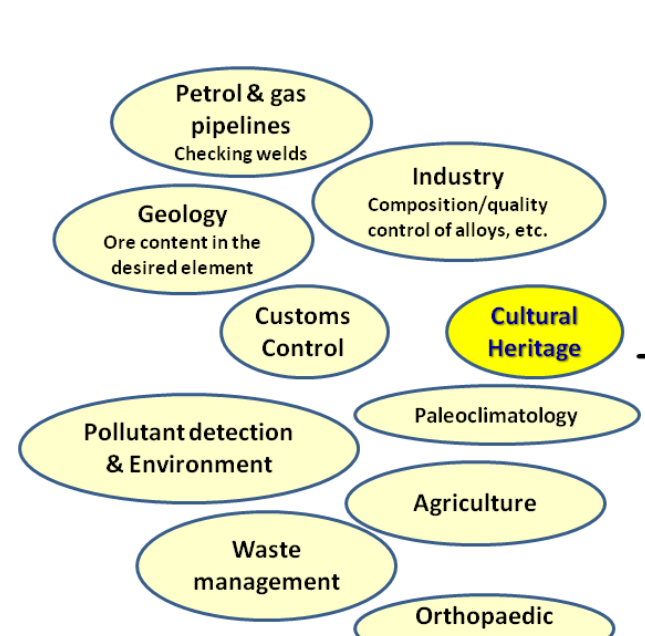 Petrol & gas
pipelines
Checking welds
Industry
Composition/quality
control of alloys, etc.
Geology
Ore content in the
desired element
Customs
Control
Cultural
Heritage
Paleoclimatology
Pollutant detection
& Environment
Agriculture
Waste
management
Orthopaedic